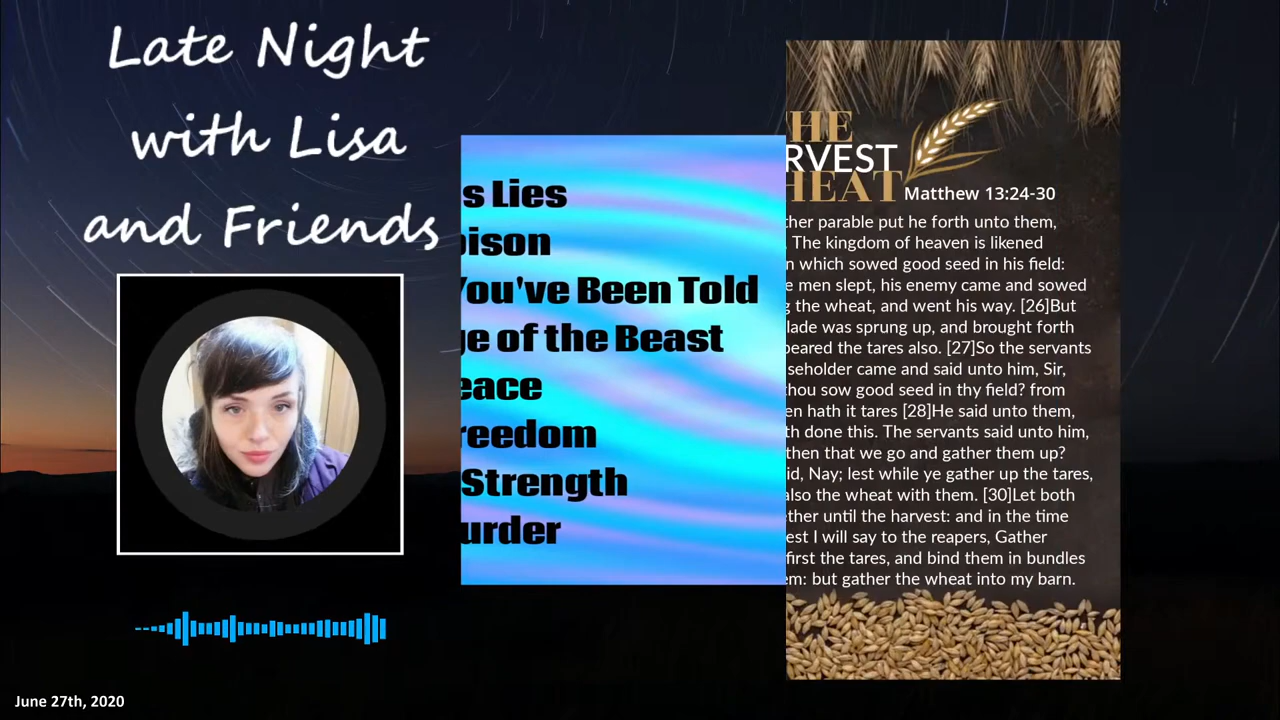 Late Night
with Lisa
and Friends
s Lies
oison
You've Been Told
ge of the Beast
eace
reedom
Strength
urder
THE
RVEST
HEAT
Matthew 13:24-30
ther parable put he forth unto them,
The kingdom of heaven is likened
n which sowed good seed in his field:
e men slept, his enemy came and sowed
g the wheat, and went his way. [26]But
lade was sprung up, and brought forth
peared the tares also. [27]So the servants
seholder came and said unto him, Sir,
thou sow good seed in thy field? from
en hath it tares [28]He said unto them,
th done this. The servants said unto him,
then that we go and gather them up?
id, Nay; lest while ye gather up the tares,
also the wheat with them. [30]Let both
ether until the harvest: and in the time
est I will say to the reapers, Gather
first the tares, and bind them in bundles
em: but gather the wheat into my barn.
June 27th, 2020